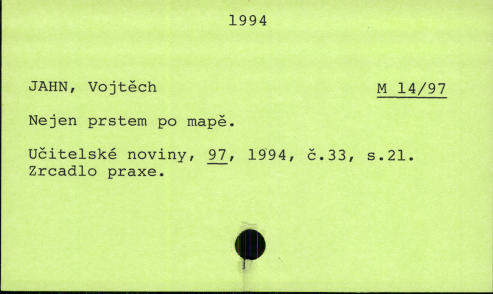 1994
JAHN, Vojtěch M 14/97
Nejen prstem po mapě.
Učitelské noviny, 97, 1994, č.33, s.21.
Zrcadlo praxe.